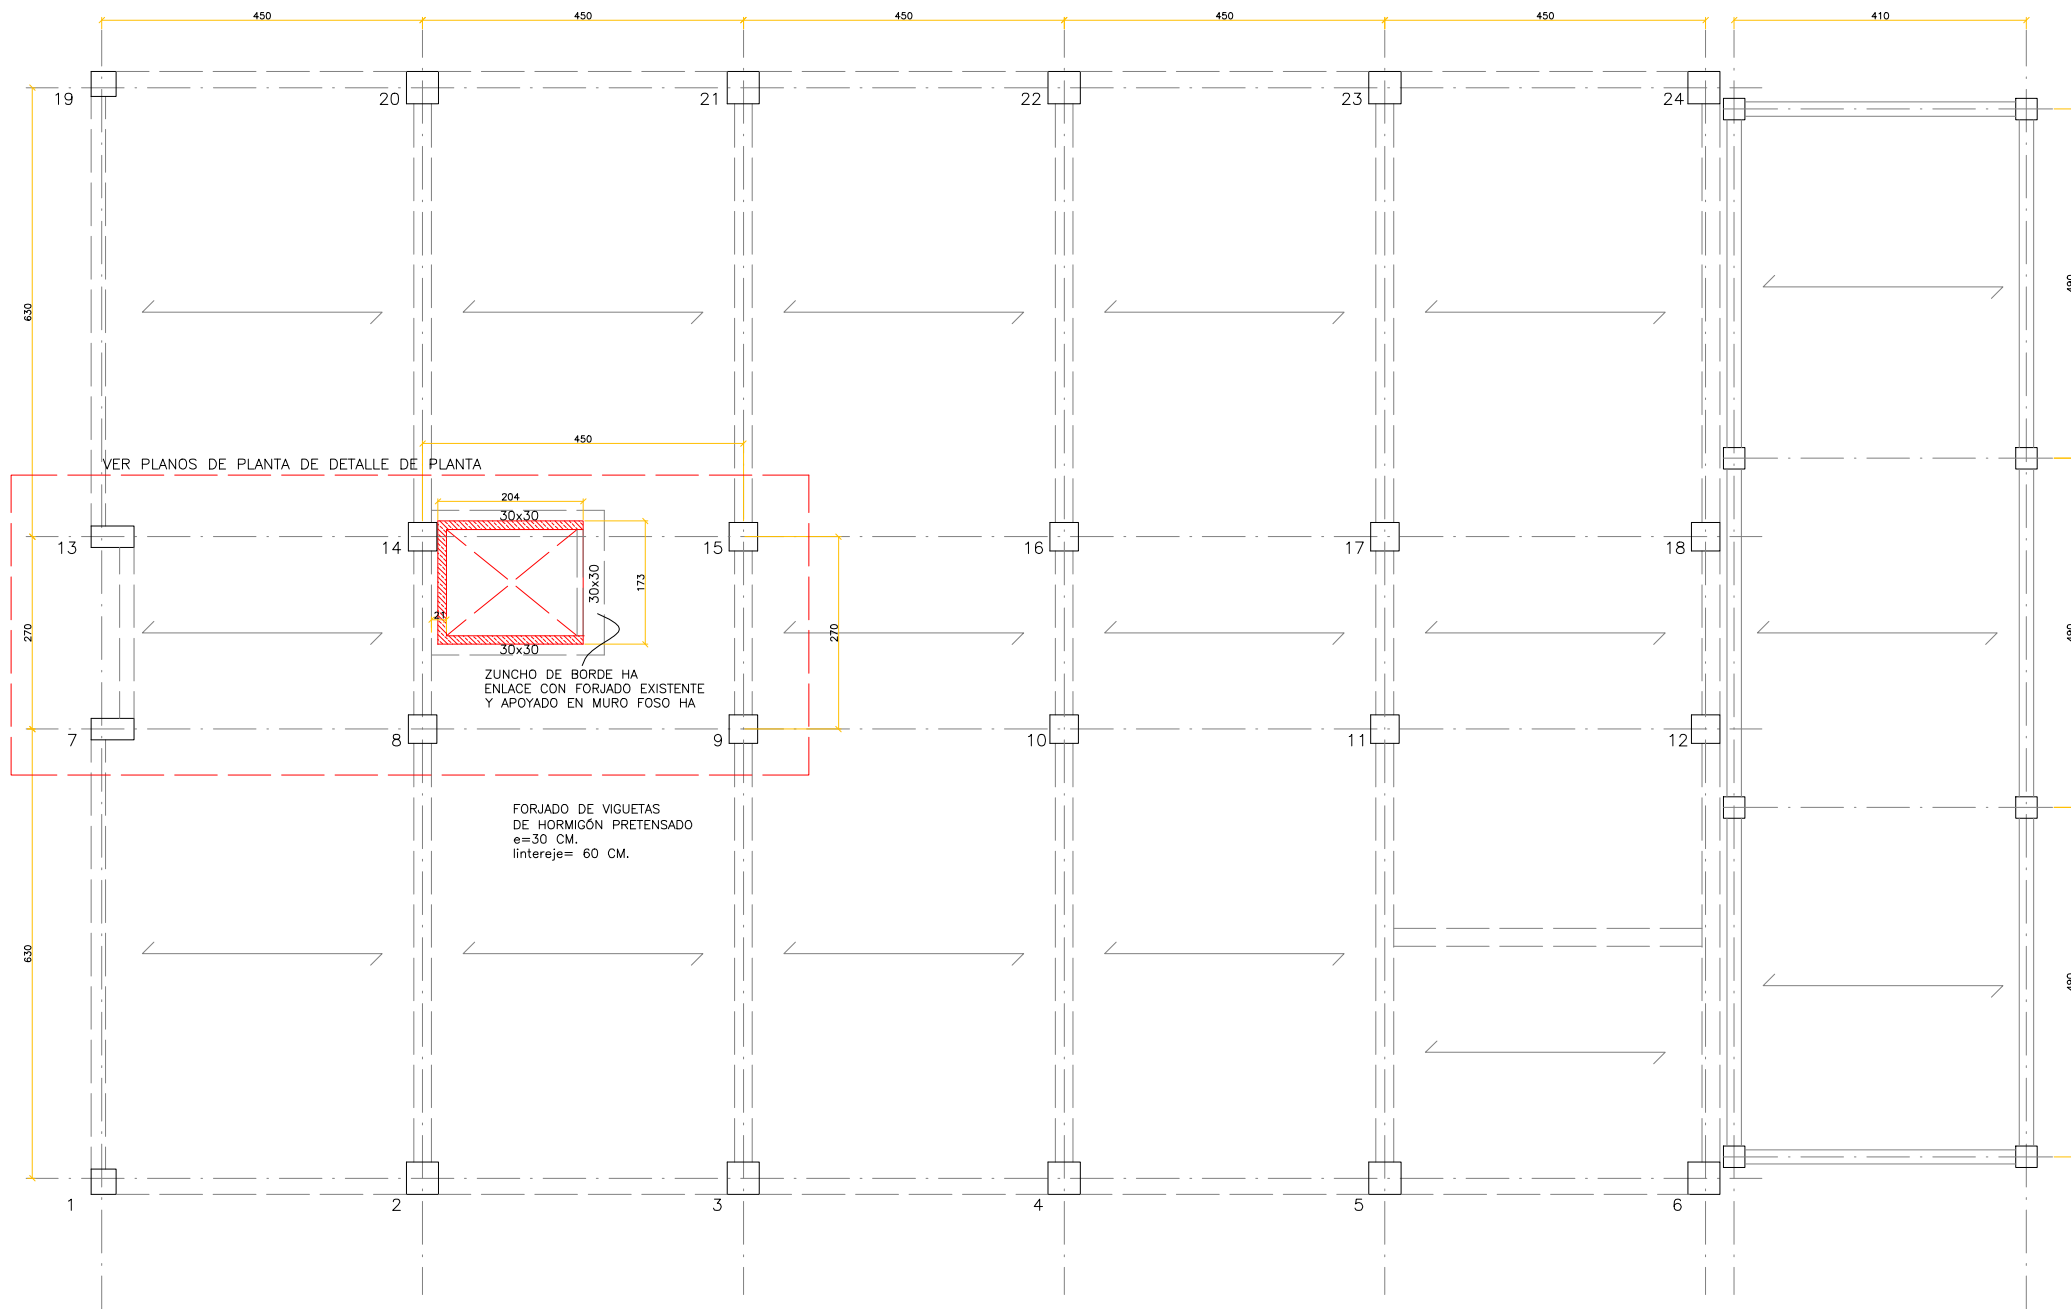 450 450 450 450 450 410
19 20 21 22 23 24
490
630
450
VER PLANOS DE PLANTA DE DETALLE DE PLANTA
204
30x30
13 14 15 16 17 18
30x30
173
21
270
270
490
30x30
ZUNCHO DE BORDE HA
ENLACE CON FORJADO EXISTENTE
Y APOYADO EN MURO FOSO HA
7 8 9 10 11 12
FORJADO DE VIGUETAS
DE HORMIGÓN PRETENSADO
e=30 CM.
Iintereje= 60 CM.
630
490
1 2 3 4 5 6